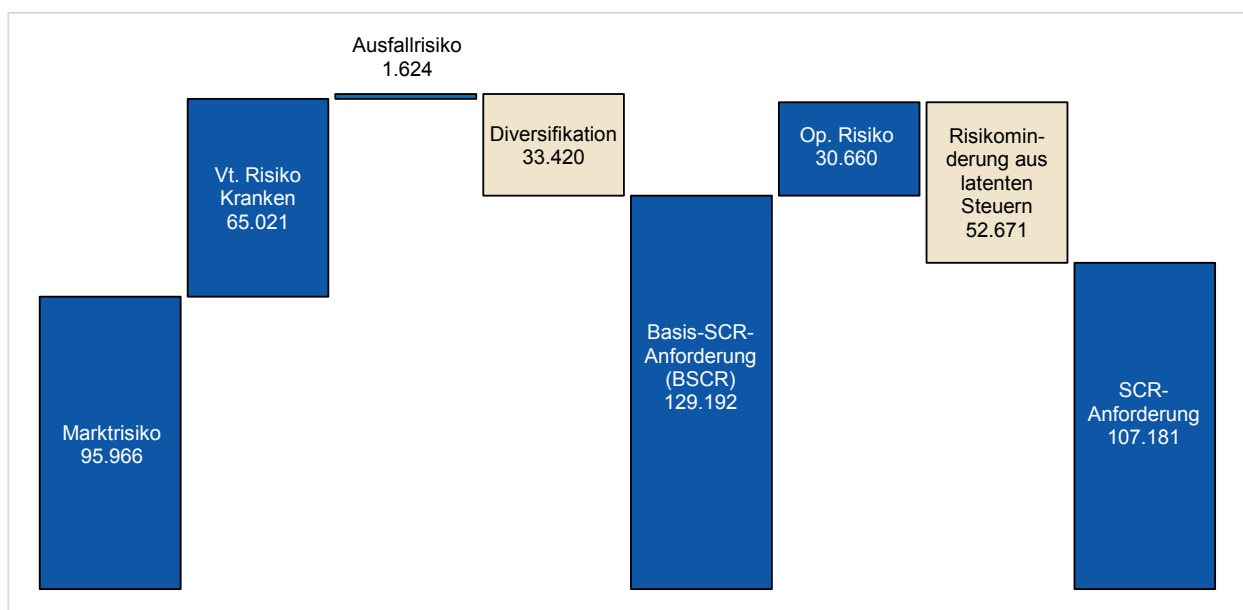 Ausfallrisiko
1.624
Vt. Risiko
Kranken
65.021
Diversifikation
33.420
Op. Risiko
30.660
Risikomin-
derung aus
latenten
Steuern
52.671
Marktrisiko
95.966
Basis-SCR-
Anforderung
(BSCR)
129.192
SCR-
Anforderung
107.181